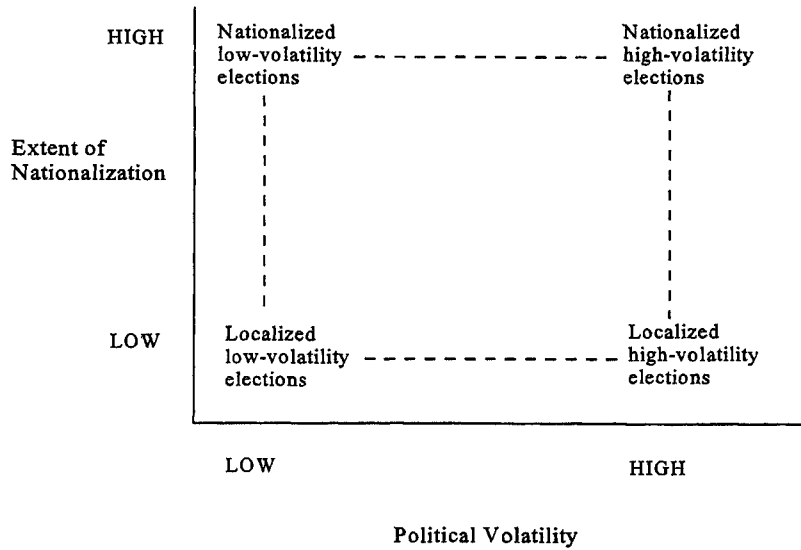 HIGH
Nationalized
low-volatility
elections
Nationalized
high-volatility
elections
Extent of
Nationalization
LOW
Localized
low-volatility
elections
Localized
high-volatility
elections
LOW
HIGH
Political Volatility